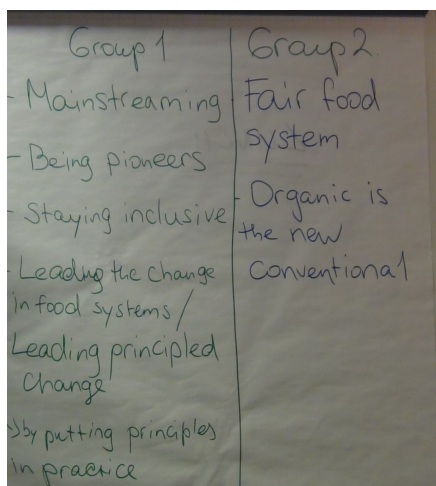 Group 1
- Mainstreaming
- Being pioneers
- Staying inclusive
- Leading the change
in food systems /
Leading principled
change
→ by putting principles
in practice
Group 2
- Fair food
system
- Organic is
the new
conventional